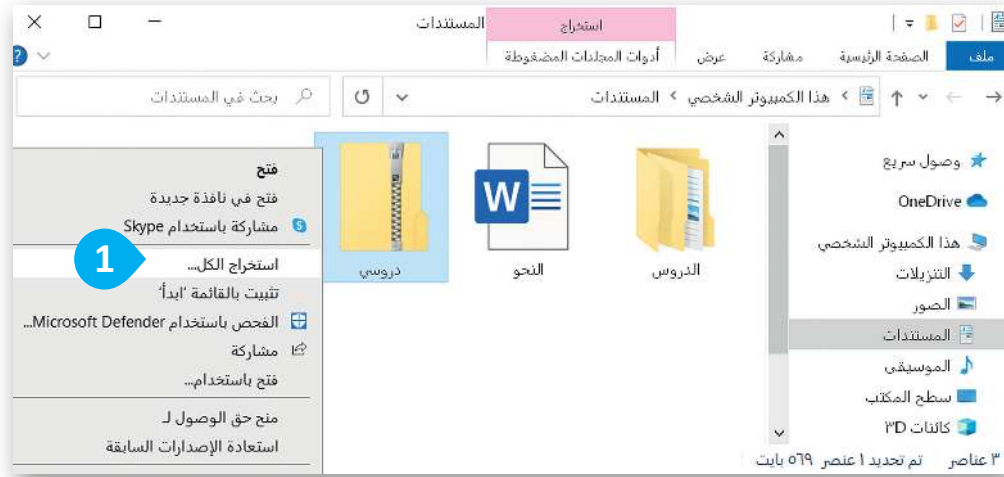 المستندات
استخراج
ملف
الصفحة الرئيسية
مشاركة
عرض
أدوات المجلدات المضغوطة
هذا الكمبيوتر الشخصي
المستندات
بحث في المستندات
وصول سريع
OneDrive
هذا الكمبيوتر الشخصي
التنزيلات
الصور
المستندات
الموسيقى
سطح المكتب
كائنات ٣D
الدروس
النحو
W
دروسي
فتح
فتح في نافذة جديدة
مشاركة باستخدام Skype
1
استخراج الكل...
تثبيت بالقائمة 'ابدأ'
الفحص باستخدام Microsoft Defender...
مشاركة
فتح باستخدام...
منح حق الوصول لـ
استعادة الإصدارات السابقة
٣ عناصر
تم تحديد ١ عنصر ٥٦٩ بايت